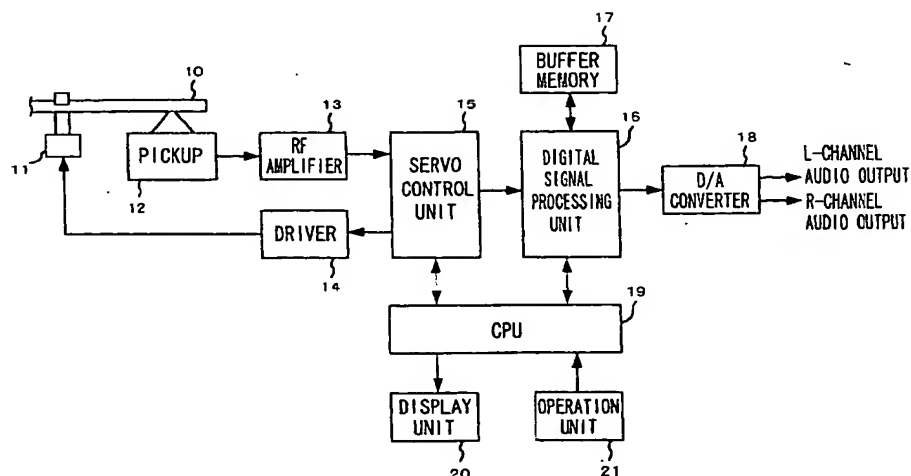 17
BUFFER
MEMORY
10
13
15
16
18
RF
AMPLIFIER
PICKUP
11
12
SERVO
CONTROL
UNIT
DIGITAL
SIGNAL
PROCESSING
UNIT
D/A
CONVERTER
L-CHANNEL
AUDIO OUTPUT
R-CHANNEL
AUDIO OUTPUT
DRIVER
14
19
CPU
DISPLAY
UNIT
20
OPERATION
UNIT
21